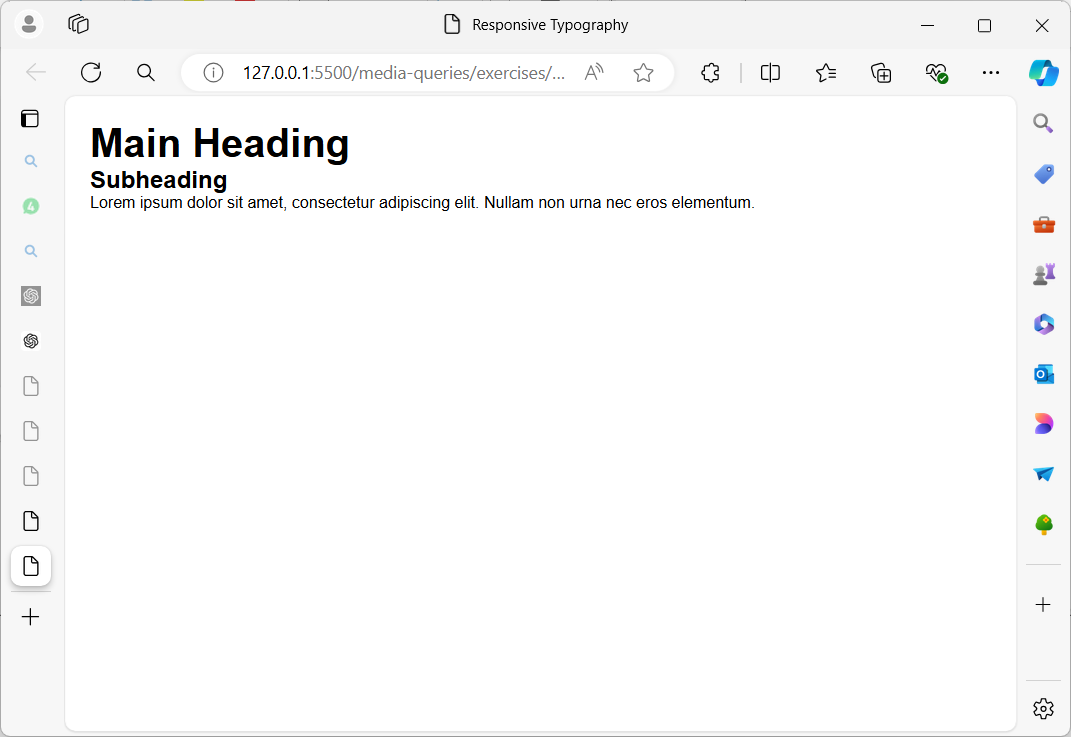 Responsive Typography
127.0.0.1:5500/media-queries/exercises/...
Main Heading
Subheading
Lorem ipsum dolor sit amet, consectetur adipiscing elit. Nullam non urna nec eros elementum.